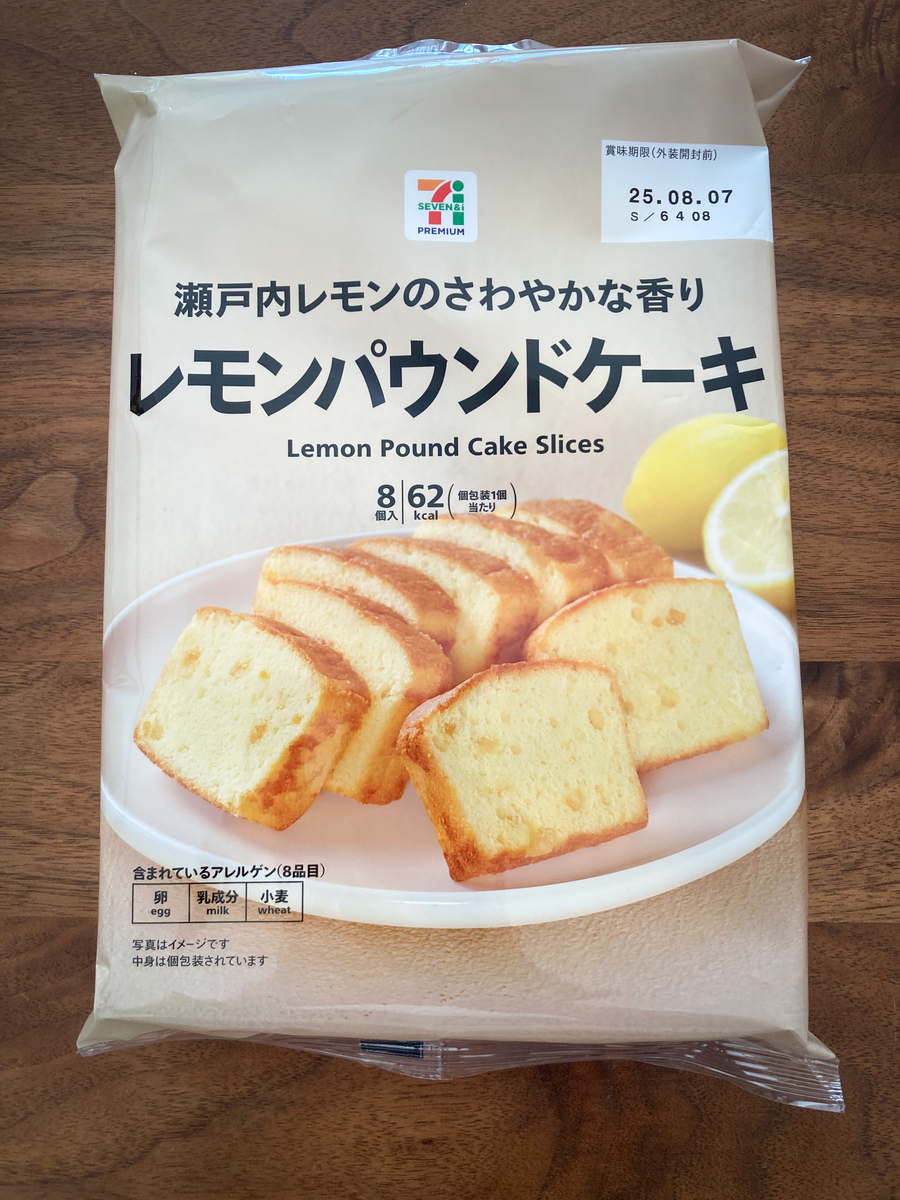 賞味期限(外装開封前)
25.08.07
S/6408
SEVEN&i
PREMIUM
瀬戸内レモンのさわやかな香り
レモンパウンドケーキ
Lemon Pound Cake Slices
8個入 62kcal (個包装1個当たり)
含まれているアレルゲン(8品目)
卵 乳成分 小麦
egg milk wheat
写真はイメージです
中身は個包装されています